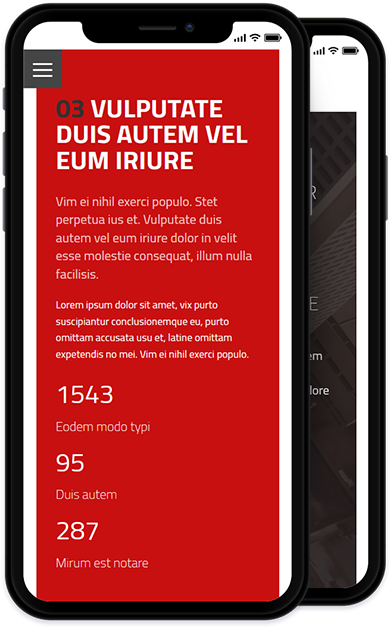 03 VULPUTATE
DUIS AUTEM VEL
EUM IRIURE
Vim ei nihil exerci populo. Stet
perpetua ius et. Vulputate duis
autem vel eum iriure dolor in velit
esse molestie consequat, illum nulla
facilisis.
Lorem ipsum dolor sit amet, vix purto
suscipiantur conclusionemque eu, purto
omittam accusata usu et, latine omittam
expetendis no mei. Vim ei nihil exerci populo.
1543
Eodem modo typi
95
Duis autem
287
Mirum est notare
R
E
em
lore